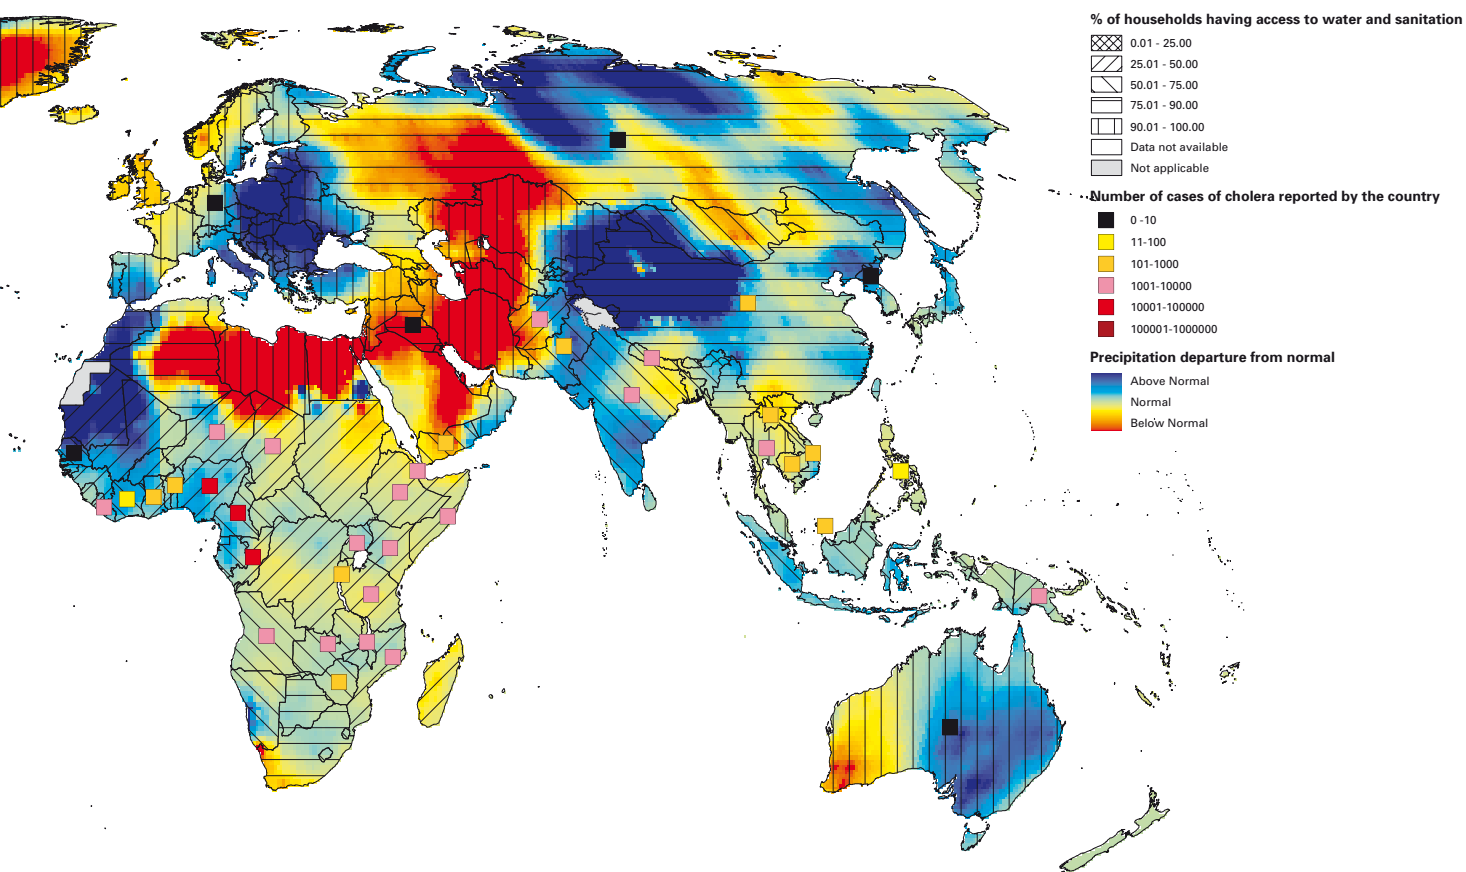 % of households having access to water and sanitation
0.01 - 25.00
25.01 - 50.00
50.01 - 75.00
75.01 - 90.00
90.01 - 100.00
Data not available
Not applicable
Number of cases of cholera reported by the country
0 -10
11-100
101-1000
1001-10000
10001-100000
100001-1000000
Precipitation departure from normal
Above Normal
Normal
Below Normal